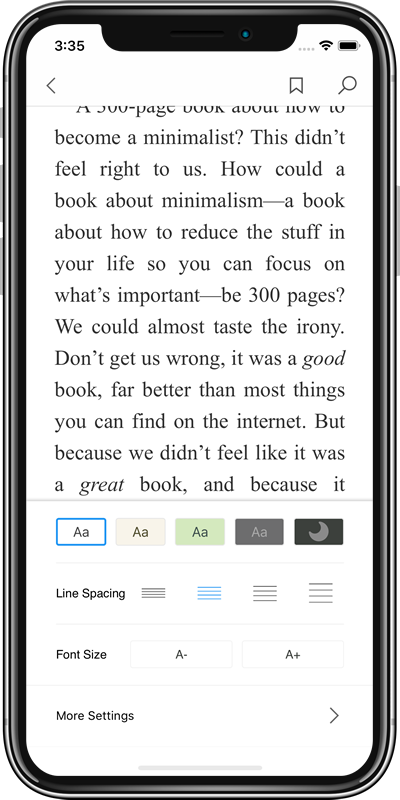 3:35
A 300-page book about how to
become a minimalist? This didn’t
feel right to us. How could a
book about minimalism—a book
about how to reduce the stuff in
your life so you can focus on
what’s important—be 300 pages?
We could almost taste the irony.
Don’t get us wrong, it was a good
book, far better than most things
you can find on the internet. But
because we didn’t feel like it was
a great book, and because it
Aa Aa Aa Aa
Line Spacing
Font Size A- A+
More Settings